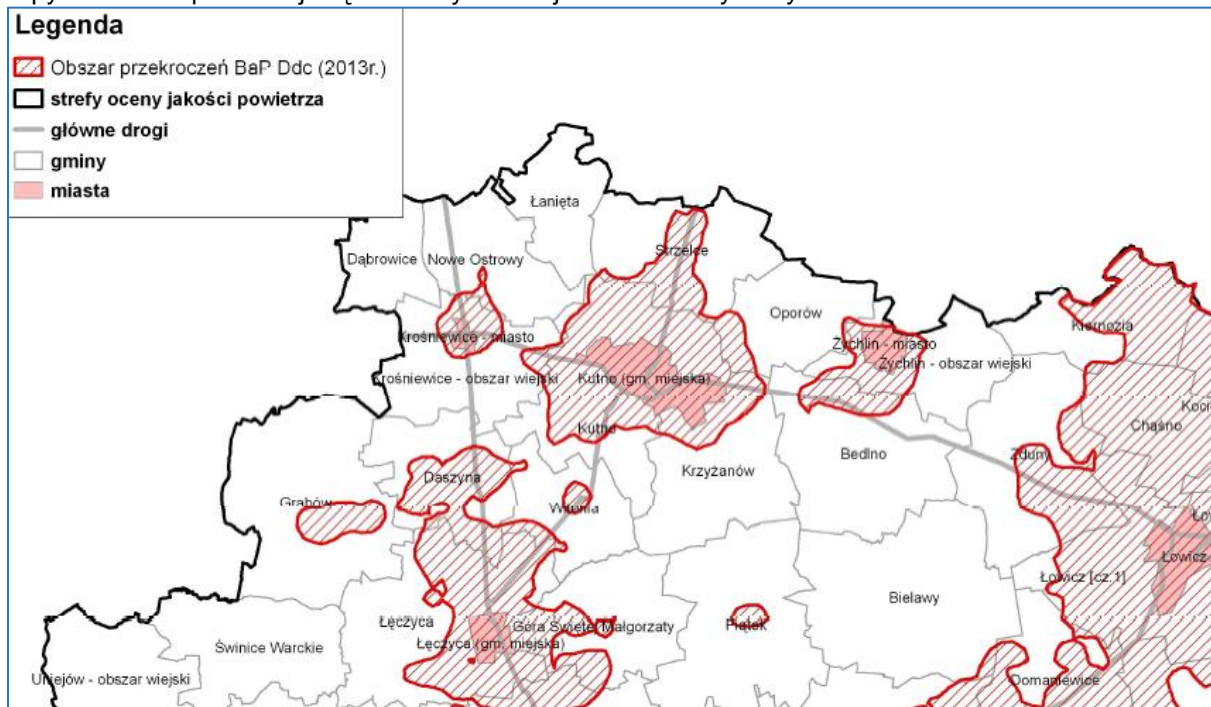 Legenda
Obszar przekroczeń BaP Ddc (2013r.)
strefy oceny jakości powietrza
główne drogi
gminy
miasta
Łanięta
Dąbrowice
Nowe Ostrowy
Strzelce
Oporów
Kiernozia
Krośniewice - miasto
Żychlin - miasto
Żychlin - obszar wiejski
Krośniewice - obszar wiejski
Kutno (gm. miejska)
Chąsno
Kutno
Zduny
Bedlno
Krzyżanów
Daszyna
Grabów
Witonia
Łowicz
Łowicz [cz.1]
Bielawy
Łęczyca
Góra Świętej Małgorzaty
Piątek
Łęczyca (gm. miejska)
Świnice Warckie
Uniejów - obszar wiejski
Domaniewice